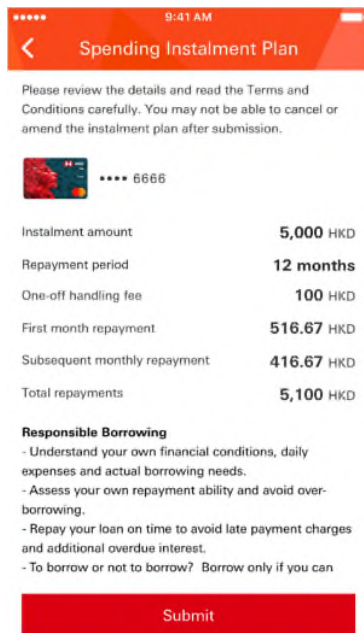 9:41 AM
Spending Instalment Plan
Please review the details and read the Terms and
Conditions carefully. You may not be able to cancel or
amend the instalment plan after submission.
•••• 6666
Instalment amount 5,000 HKD
Repayment period 12 months
One-off handling fee 100 HKD
First month repayment 516.67 HKD
Subsequent monthly repayment 416.67 HKD
Total repayments 5,100 HKD
Responsible Borrowing
- Understand your own financial conditions, daily
expenses and actual borrowing needs.
- Assess your own repayment ability and avoid over-
borrowing.
- Repay your loan on time to avoid late payment charges
and additional overdue interest.
- To borrow or not to borrow? Borrow only if you can
Submit